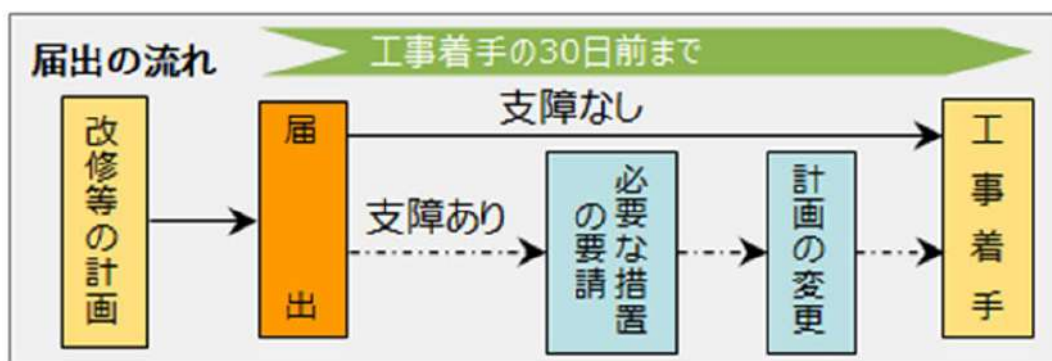 届出の流れ
工事着手の30日前まで
改修等の計画
届出
支障なし
支障あり
必要な措置
の要請
計画の変更
工事着手